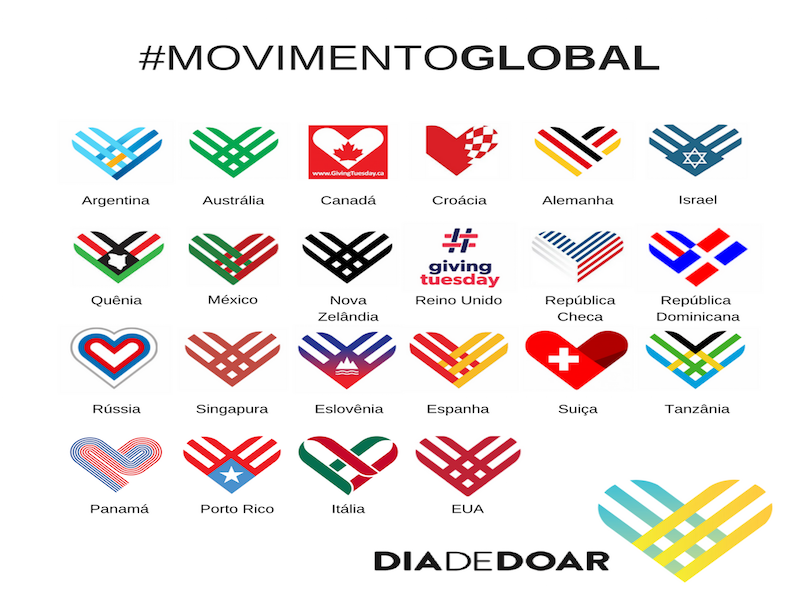 #MOVIMENTOGLOBAL
www.GivingTuesday.ca
Argentina Austrália Canadá Croácia Alemanha Israel
# giving
tuesday
Quênia México Nova Reino Unido República República
Zelândia Checa Dominicana
Rússia Singapura Eslovênia Espanha Suiça Tanzânia
Panamá Porto Rico Itália EUA
DIADEDOAR